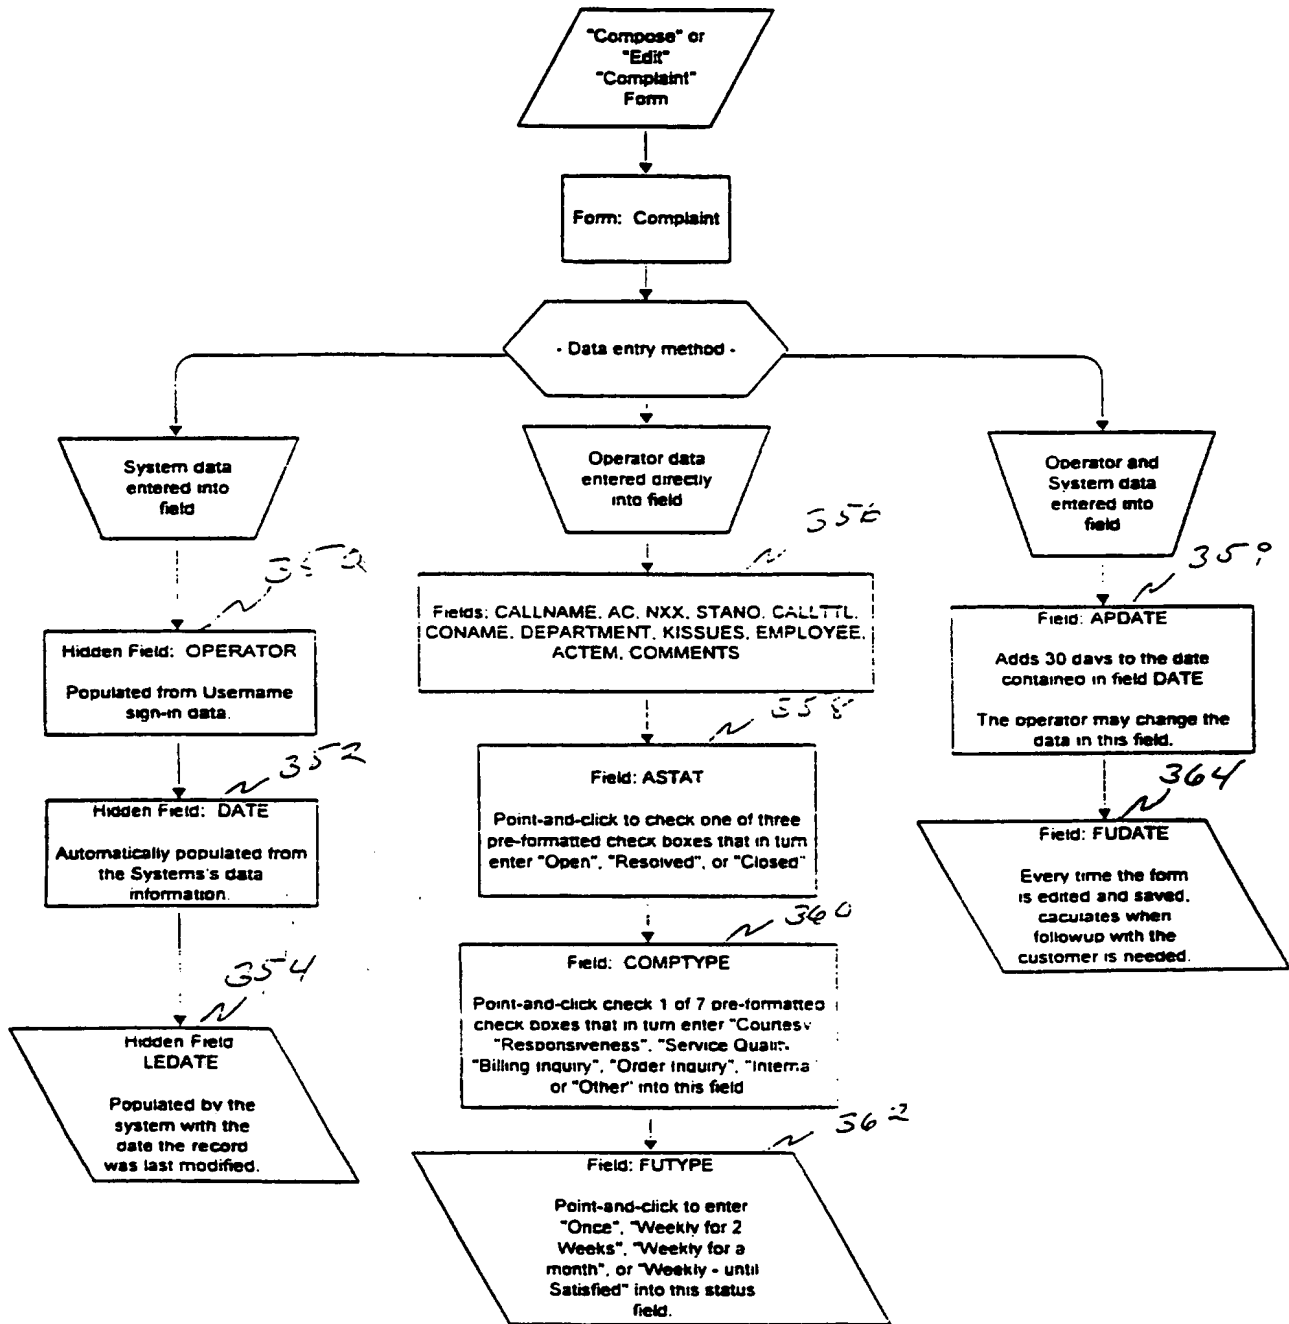 "Compose" or
"Edit"
"Complaint"
Form
Form: Complaint
- Data entry method -
System data
entered into
field
Operator data
entered directly
into field
Operator and
System data
entered into
field
356
Hidden Field: OPERATOR
Populated from Username
sign-in data.
352
Hidden Field: DATE
Automatically populated from
the Systems's data
information.
354
Hidden Field
LEDATE
Populated by the
system with the
date the record
was last modified.
Fields: CALLNAME, AC, NXX, STANO, CALLTTL,
CONAME, DEPARTMENT, KISSUES, EMPLOYEE,
ACTEM, COMMENTS
358
Field: ASTAT
Point-and-click to check one of three
pre-formatted check boxes that in turn
enter "Open", "Resolved", or "Closed"
360
Field: COMPTYPE
Point-and-click check 1 of 7 pre-formatted
check boxes that in turn enter "Courtesy
"Responsiveness", "Service
"Billing Inquiry", "Order Inquiry", "Interna
or "Other" into this field
362
Field: FUTYPE
Point-and-click to enter
"Once", "Weekly for 2
Weeks", "Weekly for a
month", or "Weekly - until
Satisfied" into this status
field.
Field: APDATE
Adds 30 days to the date
contained in field DATE
The operator may change the
data in this field.
364
Field: FUDATE
Every time the form
is edited and saved,
caculates when
followup with the
customer is needed.